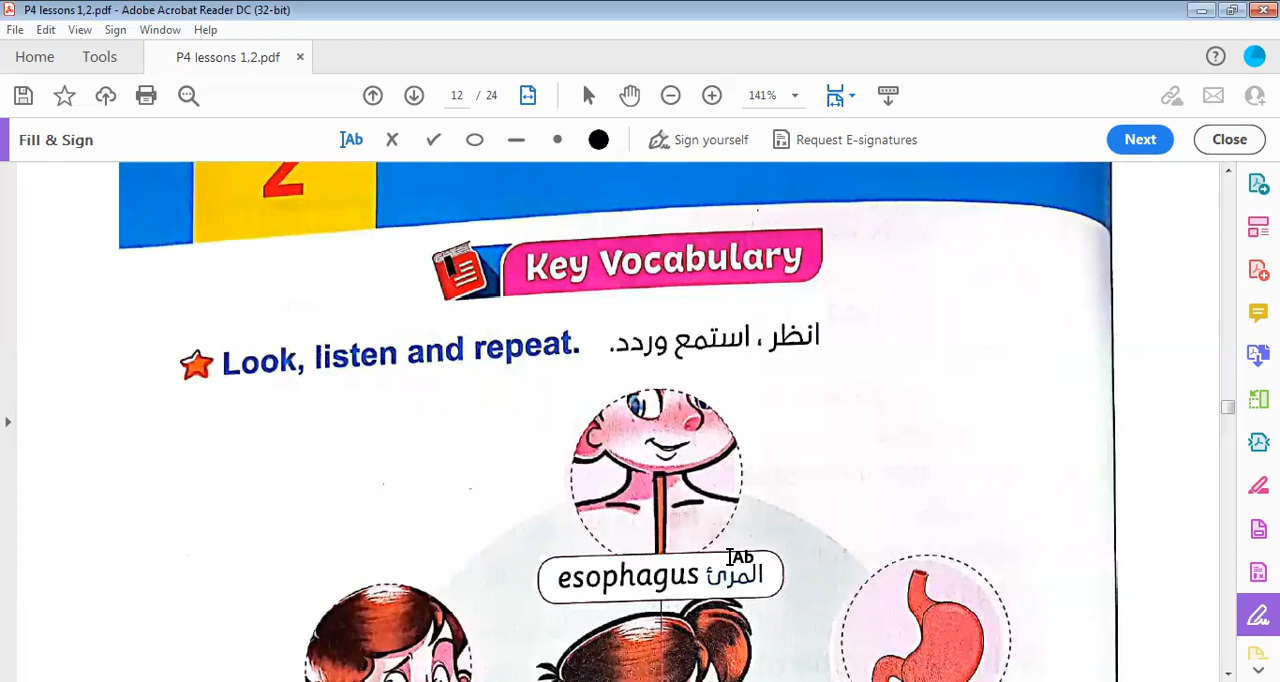 P4 lessons 1,2.pdf - Adobe Acrobat Reader DC (32-bit)
File Edit View Sign Window Help
Home Tools P4 lessons 1,2.pdf ×
12 / 24 141%
Fill & Sign Ab Sign yourself Request E-signatures Next Close
2
Key Vocabulary
Look, listen and repeat. انظر ، استمع وردد.
Ab
esophagus المرئ